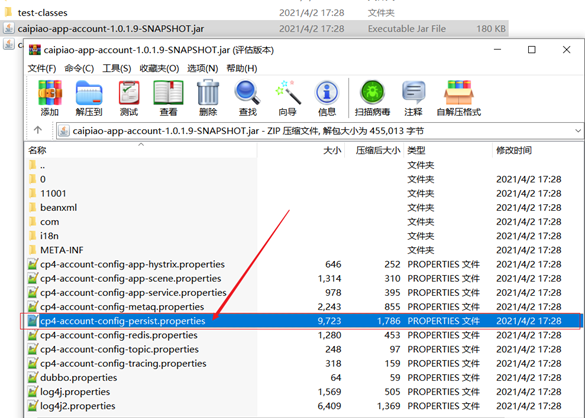 test-classes 2021/4/2 17:28 文件夹
caipiao-app-account-1.0.1.9-SNAPSHOT.jar 2021/4/2 17:28 Executable Jar File 180 KB
caipiao-app-account-1.0.1.9-SNAPSHOT.jar (评估版本)
文件(F) 命令(C) 工具(S) 收藏夹(O) 选项(N) 帮助(H)
添加 解压到 测试 查看 删除 查找 向导 信息 扫描病毒 注释 自解压格式
caipiao-app-account-1.0.1.9-SNAPSHOT.jar - ZIP 压缩文件, 解包大小为 455,013 字节
名称 大小 压缩后大小 类型 修改时间
.. 文件夹
0 文件夹 2021/4/2 17:28
11001 文件夹 2021/4/2 17:28
beanxml 文件夹 2021/4/2 17:28
com 文件夹 2021/4/2 17:28
i18n 文件夹 2021/4/2 17:28
META-INF 文件夹 2021/4/2 17:28
cp4-account-config-app-hystrix.properties 646 252 PROPERTIES 文件 2021/4/2 17:28
cp4-account-config-app-scene.properties 1,314 310 PROPERTIES 文件 2021/4/2 17:28
cp4-account-config-app-service.properties 978 395 PROPERTIES 文件 2021/4/2 17:28
cp4-account-config-metaq.properties 2,243 855 PROPERTIES 文件 2021/4/2 17:28
cp4-account-config-persist.properties 9,723 1,786 PROPERTIES 文件 2021/4/2 17:28
cp4-account-config-redis.properties 1,280 453 PROPERTIES 文件 2021/4/2 17:28
cp4-account-config-topic.properties 248 97 PROPERTIES 文件 2021/4/2 17:28
cp4-account-config-tracing.properties 318 159 PROPERTIES 文件 2021/4/2 17:28
dubbo.properties 64 59 PROPERTIES 文件 2021/4/2 17:28
log4j.properties 1,569 505 PROPERTIES 文件 2021/4/2 17:28
log4j2.properties 6,409 1,369 PROPERTIES 文件 2021/4/2 17:28